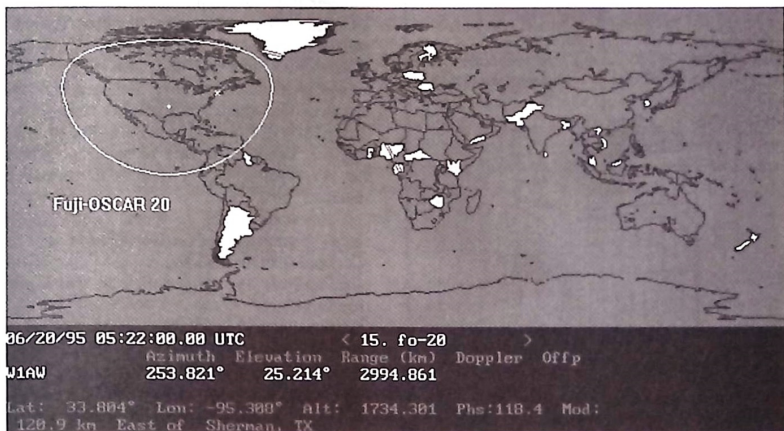 Fuji-OSCAR 20
06/20/95 05:22:00.00 UTC < 15. fo-20 >
Azimuth Elevation Range (km) Doppler Offp
W1AW 253.821° 25.214° 2994.861
Lat: 33.804° Lon: -95.308° Alt: 1734.301 Phs:118.4 Mod:
120.9 km East of Sherman, TX